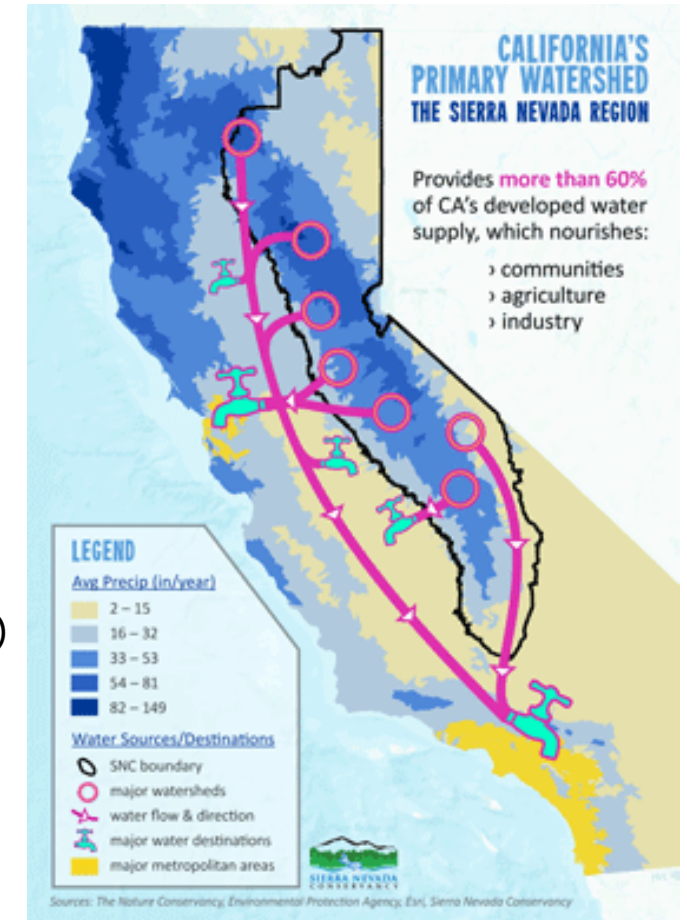 CALIFORNIA'S
PRIMARY WATERSHED
THE SIERRA NEVADA REGION
Provides more than 60%
of CA's developed water
supply, which nourishes:
› communities
› agriculture
› industry
)
LEGEND
Avg Precip (in/year)
2 – 15
16 – 32
33 – 53
54 – 81
82 – 149
Water Sources/Destinations
SNC boundary
major watersheds
water flow & direction
major water destinations
major metropolitan areas
SIERRA NEVADA
CONSERVANCY
Sources: The Nature Conservancy, Environmental Protection Agency, Esri, Sierra Nevada Conservancy